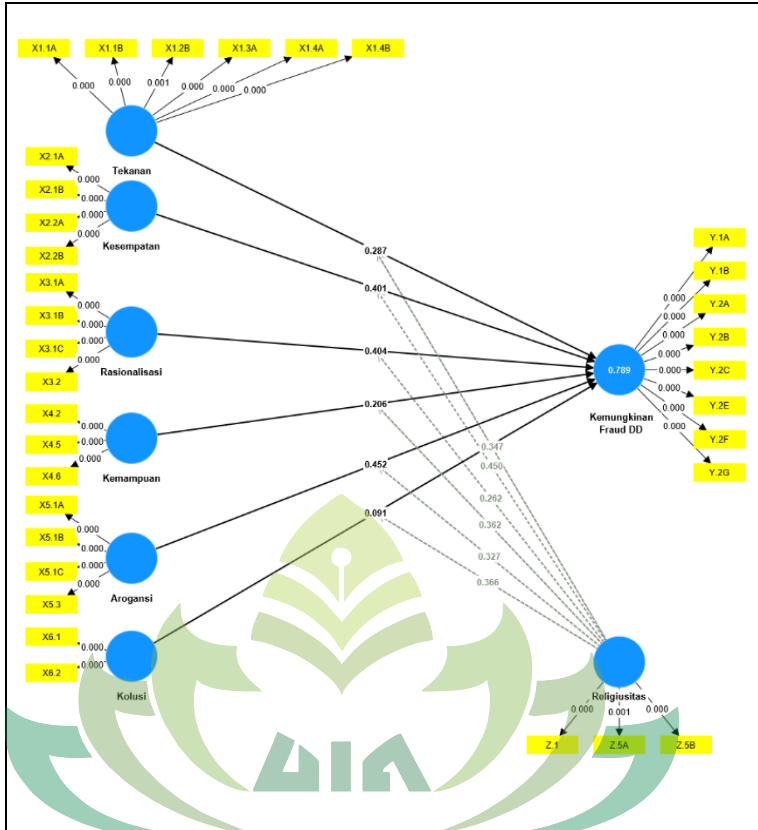 X1.1A X1.1B X1.2B X1.3A X1.4A X1.4B
0.000 0.000 0.001 0.000 0.000 0.000
Tekanan
X2.1A
X2.1B
X2.2A
X2.2B
0.000
0.000
0.000
0.000
Kesempatan
X3.1A
X3.1B
X3.1C
X3.2
0.000
0.000
0.000
0.000
Rasionalisasi
X4.2
X4.5
X4.6
0.000
0.000
0.000
Kemampuan
X5.1A
X5.1B
X5.1C
X5.3
0.000
0.000
0.000
0.000
Arogansi
X6.1
X6.2
0.000
0.000
Kolusi
0.287
0.401
0.404
0.206
0.452
0.091
0.347
0.450
0.262
0.362
0.327
0.366
0.789
Kemungkinan
Fraud DD
0.000
0.000
0.000
0.000
0.000
0.000
0.000
0.000
Y.1A
Y.1B
Y.2A
Y.2B
Y.2C
Y.2E
Y.2F
Y.2G
Religiusitas
0.000 0.001 0.000
Z.1 Z.5A Z.5B
UIN